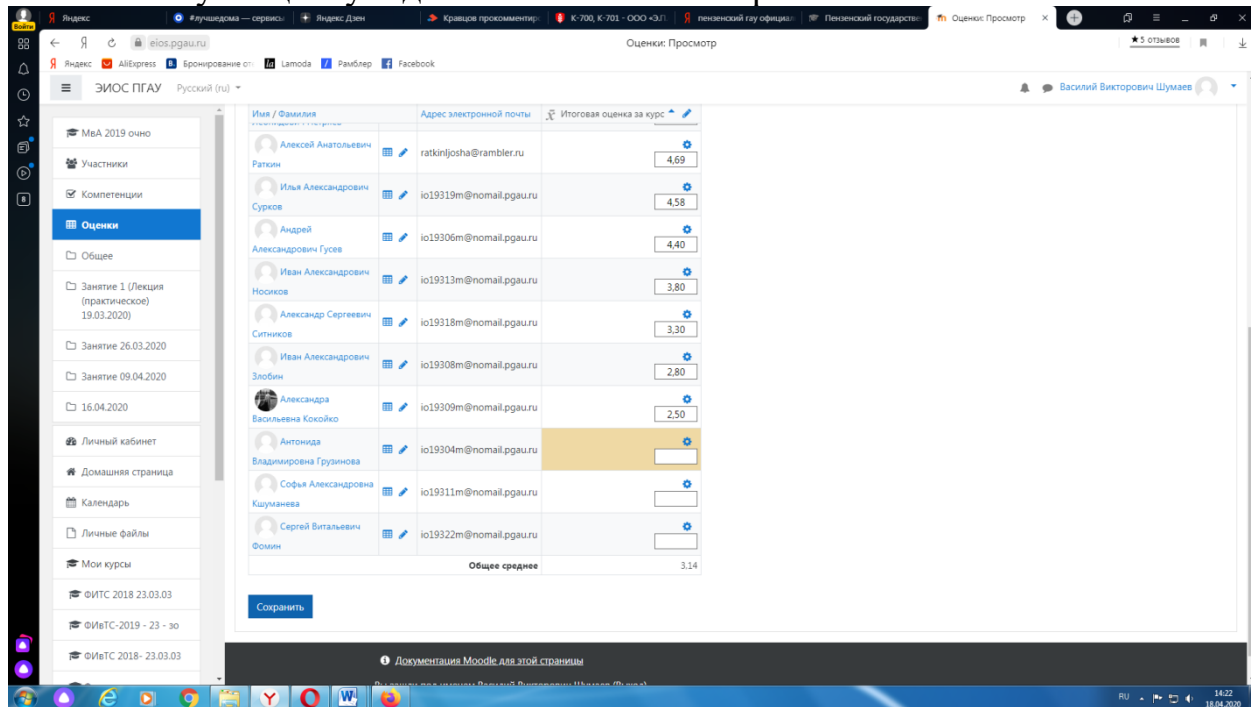 Войти
Яндекс
#лучшедома — сервисы
Яндекс.Дзен
Кравцов прокомментир
К-700, К-701 - ООО «Э.П.
пензенский гау официал
Пензенский государстве
Оценки: Просмотр
eios.pgau.ru
Оценки: Просмотр
★5 отзывов
Яндекс
AliExpress
Бронирование от
Lamoda
Рамблер
Facebook
ЭИОС ПГАУ
Русский (ru)
Василий Викторович Шумаев
8
МвА 2019 очно
Участники
Компетенции
Оценки
Общее
Занятие 1 (Лекция
(практическое)
19.03.2020)
Занятие 26.03.2020
Занятие 09.04.2020
16.04.2020
Личный кабинет
Домашняя страница
Календарь
Личные файлы
Мои курсы
ФИТС 2018 23.03.03
ФИвТС-2019 - 23 - зо
ФИвТС 2018- 23.03.03
Имя / Фамилия
Адрес электронной почты
Итоговая оценка за курс
Алексей Анатольевич
Раткин
ratkinljosha@rambler.ru
4,69
Илья Александрович
Сурков
io19319m@nomail.pgau.ru
4,58
Андрей
Александрович Гусев
io19306m@nomail.pgau.ru
4,40
Иван Александрович
Носиков
io19313m@nomail.pgau.ru
3,80
Александр Сергеевич
Ситников
io19318m@nomail.pgau.ru
3,30
Иван Александрович
Злобин
io19308m@nomail.pgau.ru
2,80
Александра
Васильевна Кокойко
io19309m@nomail.pgau.ru
2,50
Антонида
Владимировна Грузинова
io19304m@nomail.pgau.ru
Софья Александровна
Кшуманева
io19311m@nomail.pgau.ru
Сергей Витальевич
Фомин
io19322m@nomail.pgau.ru
Общее среднее
3,14
Сохранить
Документация Moodle для этой страницы
RU
14:22
18.04.2020